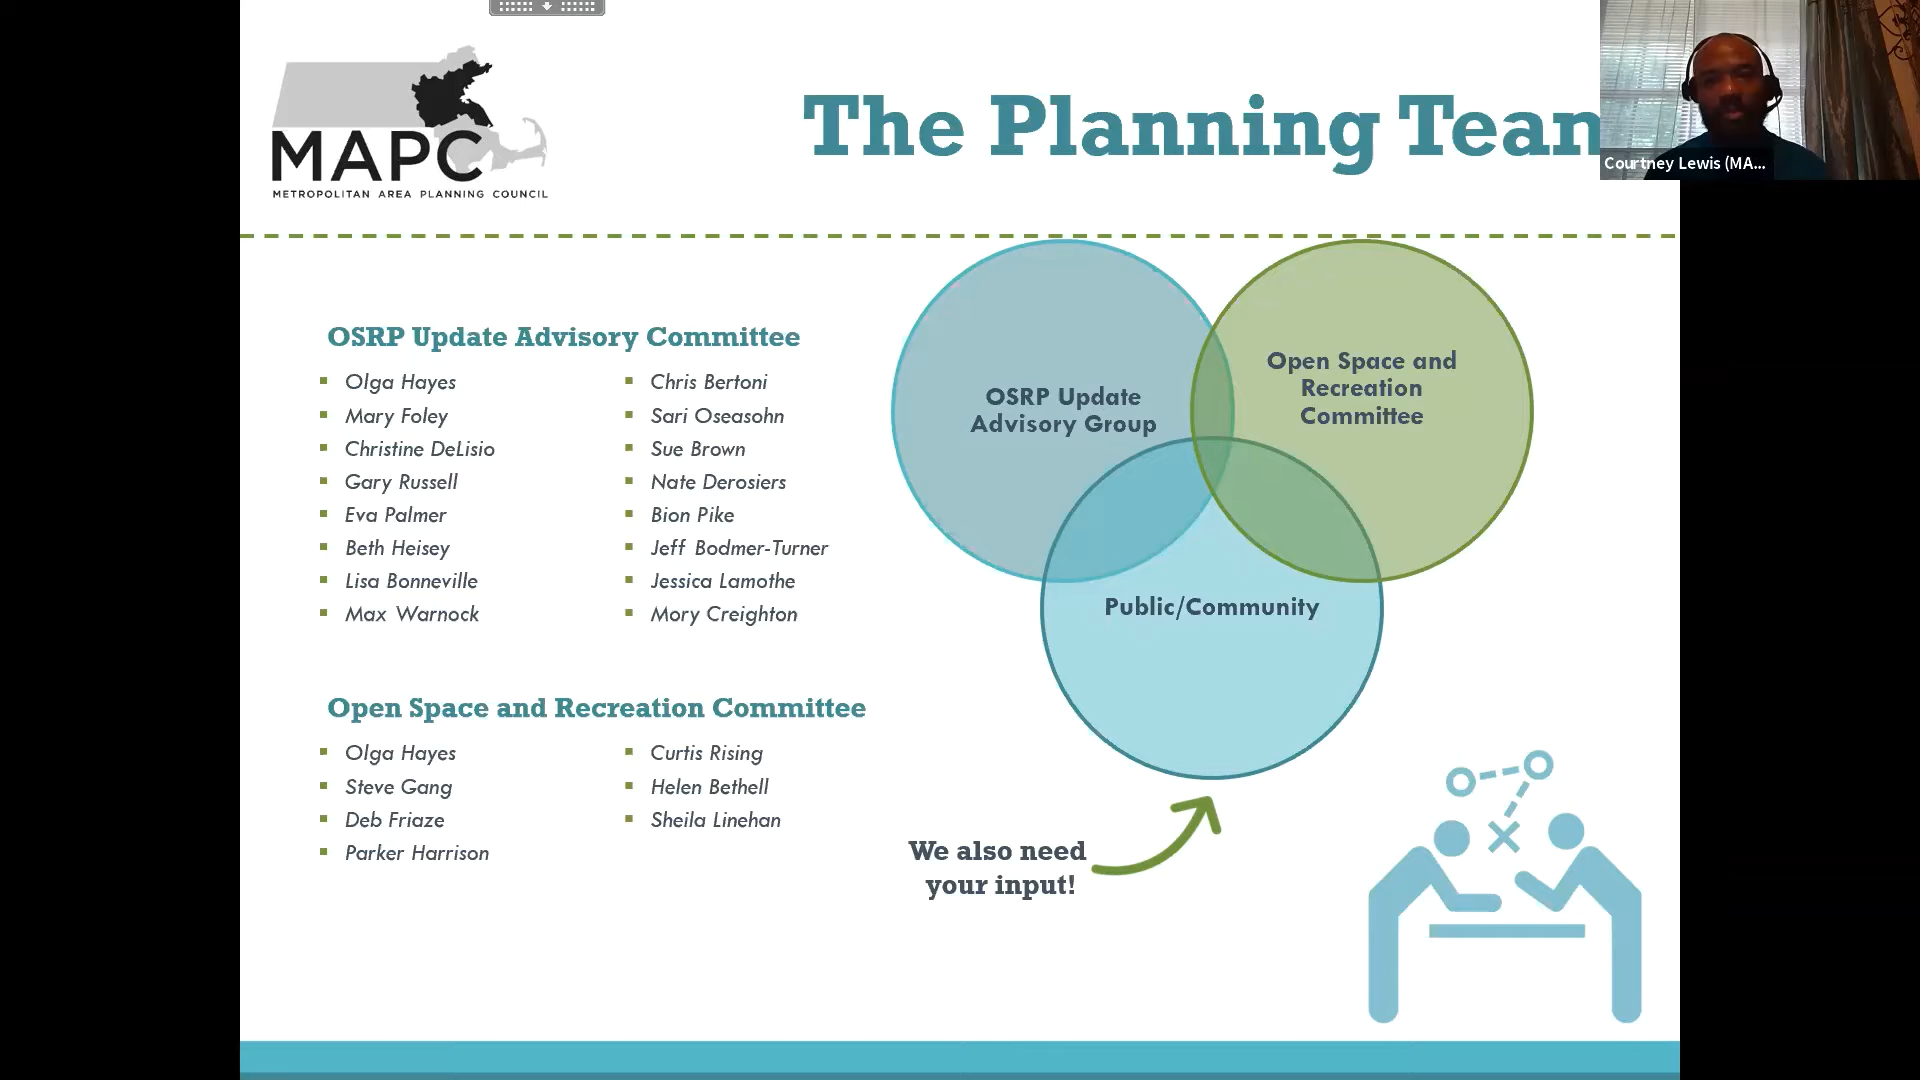 MAPC
METROPOLITAN AREA PLANNING COUNCIL
The Planning Team
Courtney Lewis (MA...
OSRP Update Advisory Committee
Olga Hayes
Mary Foley
Christine DeLisio
Gary Russell
Eva Palmer
Beth Heisey
Lisa Bonneville
Max Warnock
Chris Bertoni
Sari Oseasohn
Sue Brown
Nate Derosiers
Bion Pike
Jeff Bodmer-Turner
Jessica Lamothe
Mory Creighton
Open Space and Recreation Committee
Olga Hayes
Steve Gang
Deb Friaze
Parker Harrison
Curtis Rising
Helen Bethell
Sheila Linehan
OSRP Update
Advisory Group
Open Space and
Recreation
Committee
Public/Community
We also need
your input!